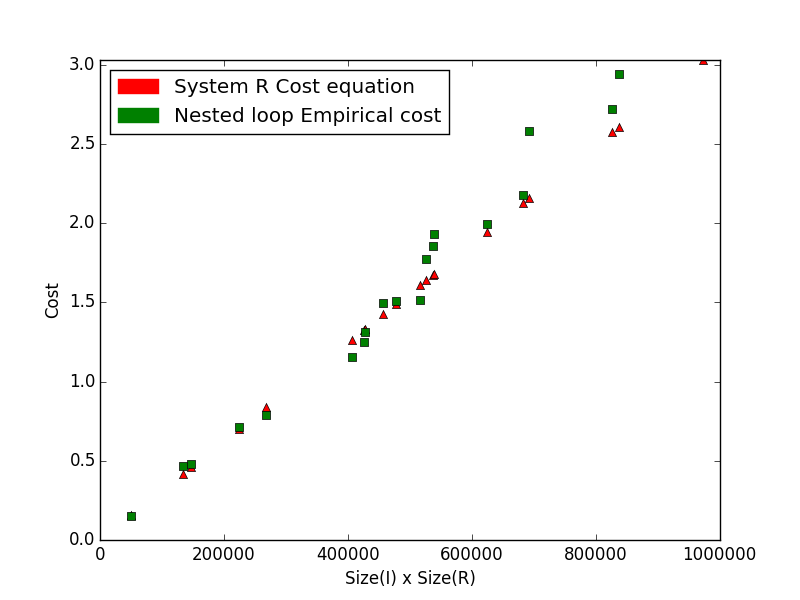 System R Cost equation
Nested loop Empirical cost
3.0
2.5
2.0
1.5
1.0
0.5
0.0
Cost
0 200000 400000 600000 800000 1000000
Size(I) x Size(R)